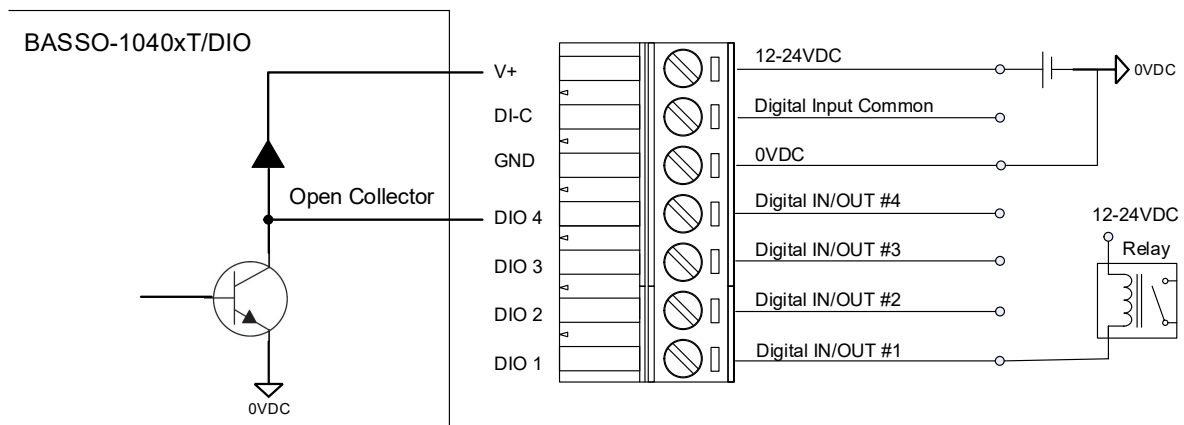 BASSO-1040xT/DIO
V+
12-24VDC
0VDC
DI-C
Digital Input Common
GND
0VDC
Open Collector
DIO 4
Digital IN/OUT #4
12-24VDC
Relay
DIO 3
Digital IN/OUT #3
DIO 2
Digital IN/OUT #2
DIO 1
Digital IN/OUT #1
0VDC